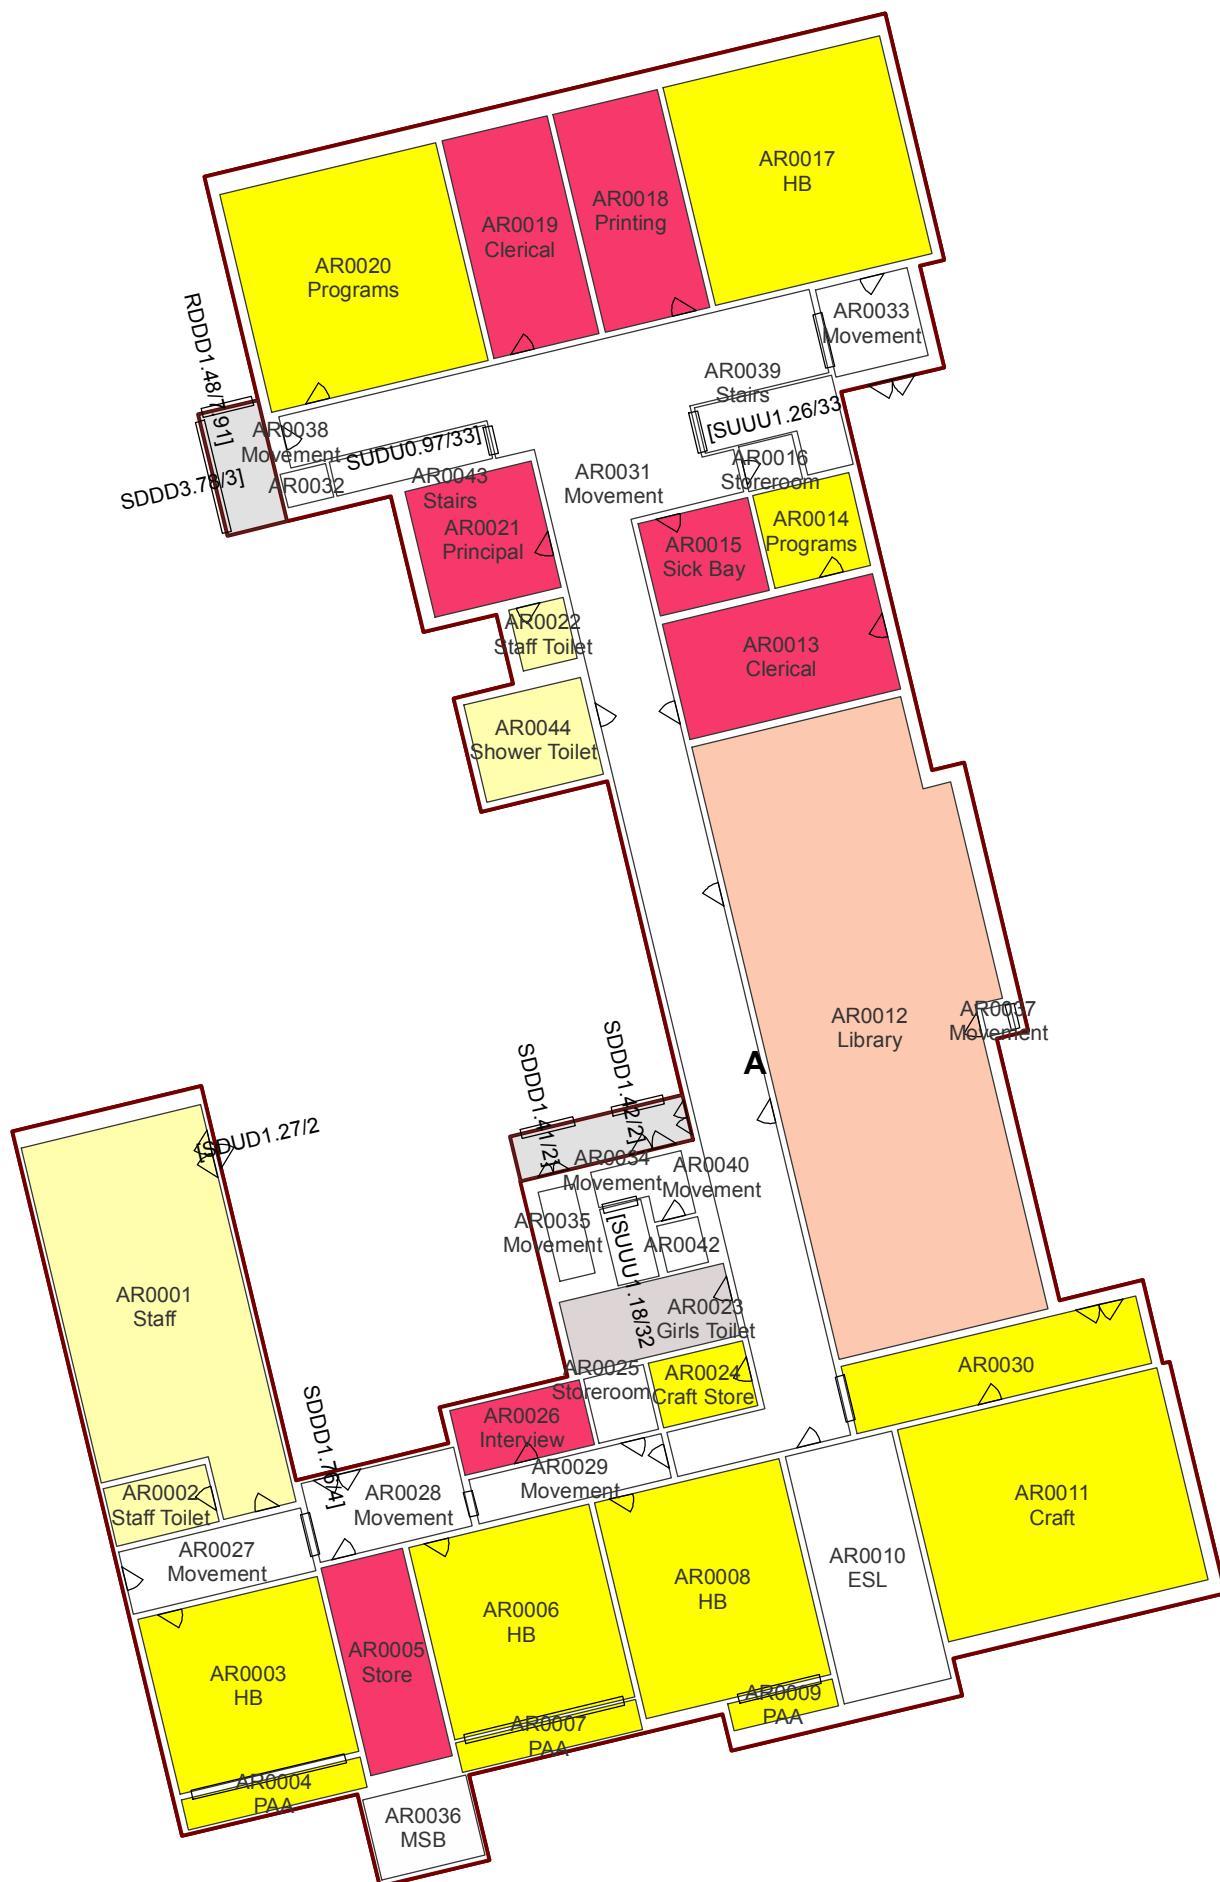 AR0017
HB
AR0018
Printing
AR0019
Clerical
AR0020
Programs
AR0033
Movement
RDDD1.48/7.91]
AR0039
Stairs
[SUUU1.26/33
AR0038
Movement
SUDU0.97/33]
AR0016
Storeroom
SDDD3.78/3]
AR0032
AR0043
Stairs
AR0031
Movement
AR0021
Principal
AR0014
Programs
AR0015
Sick Bay
AR0022
Staff Toilet
AR0013
Clerical
AR0044
Shower Toilet
AR0012
Library
AR0037
Movement
A
SDDD1.41/2]
SDDD1.42/2]
[SDUD1.27/2
AR0034
Movement
AR0040
Movement
AR0035
Movement
[SUUU1.18/32
AR0042
AR0001
Staff
AR0023
Girls Toilet
AR0025
Storeroom
AR0024
Craft Store
AR0030
SDDD1.76/4]
AR0026
Interview
AR0029
Movement
AR0002
Staff Toilet
AR0028
Movement
AR0011
Craft
AR0027
Movement
AR0010
ESL
AR0008
HB
AR0006
HB
AR0005
Store
AR0003
HB
AR0009
PAA
AR0007
PAA
AR0004
PAA
AR0036
MSB